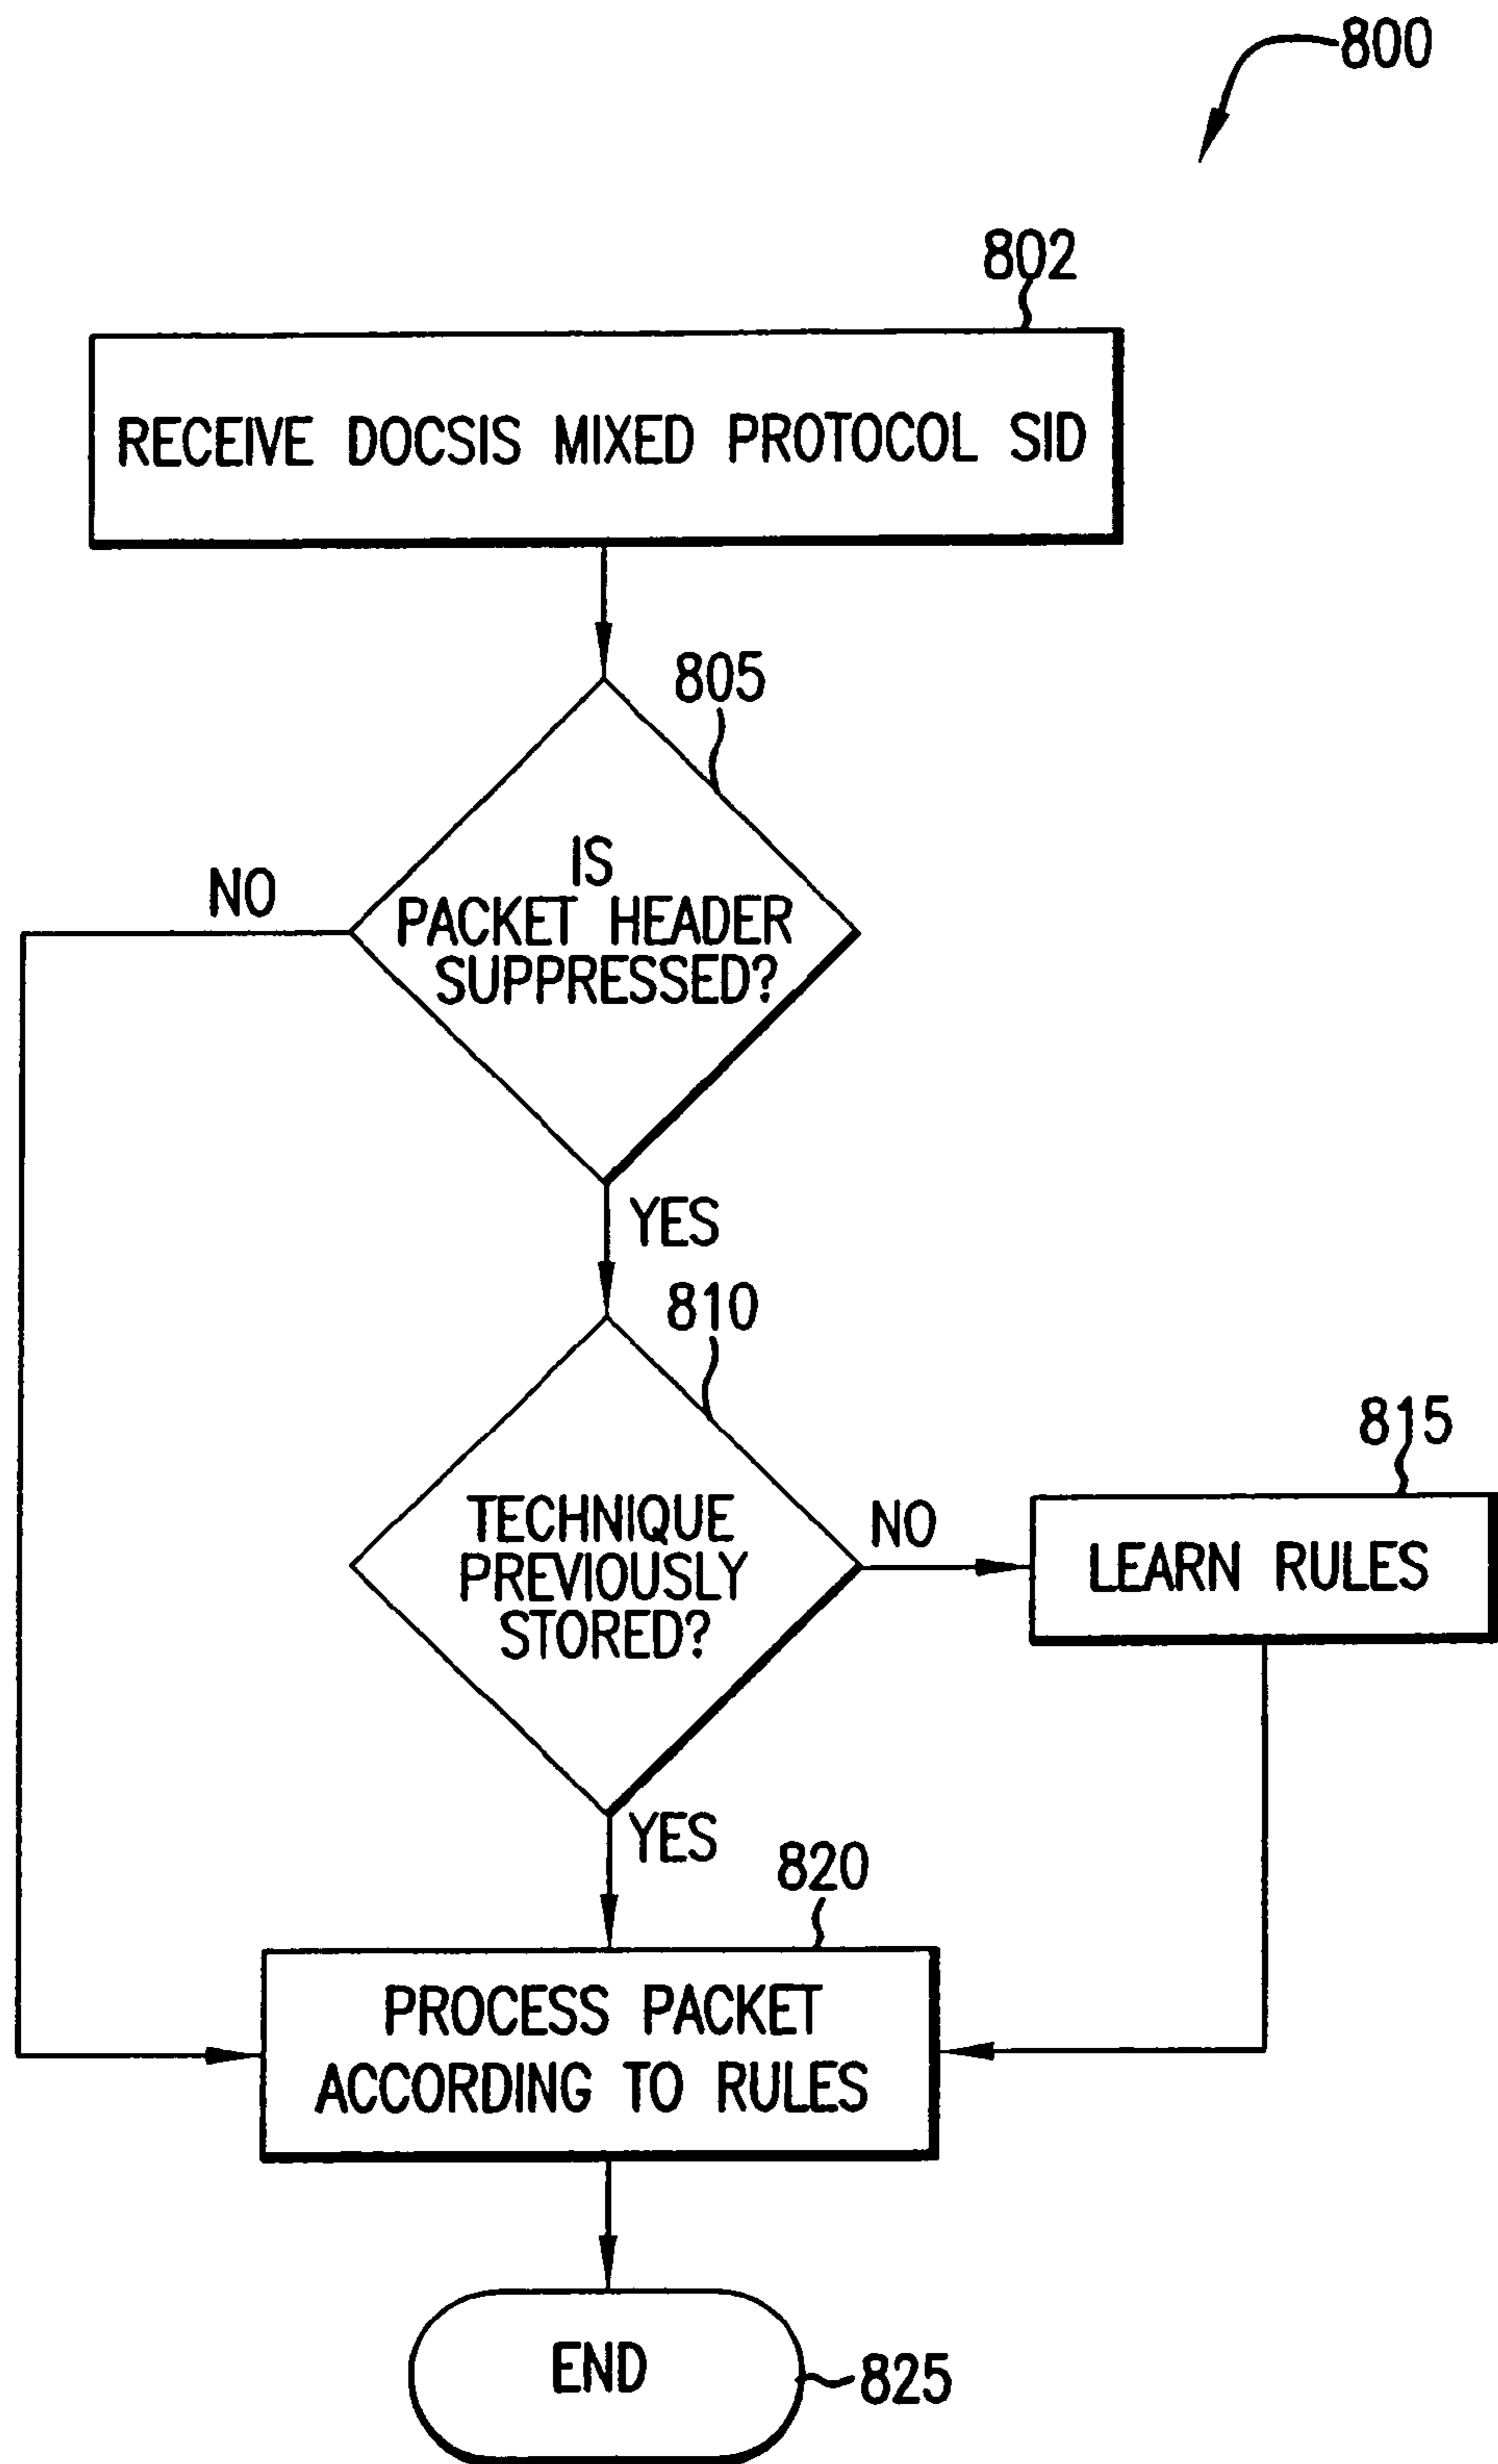 800
802
RECEIVE DOCSIS MIXED PROTOCOL SID
805
IS
PACKET HEADER
SUPPRESSED?
NO
YES
810
TECHNIQUE
PREVIOUSLY
STORED?
NO
815
LEARN RULES
YES
820
PROCESS PACKET
ACCORDING TO RULES
END
825